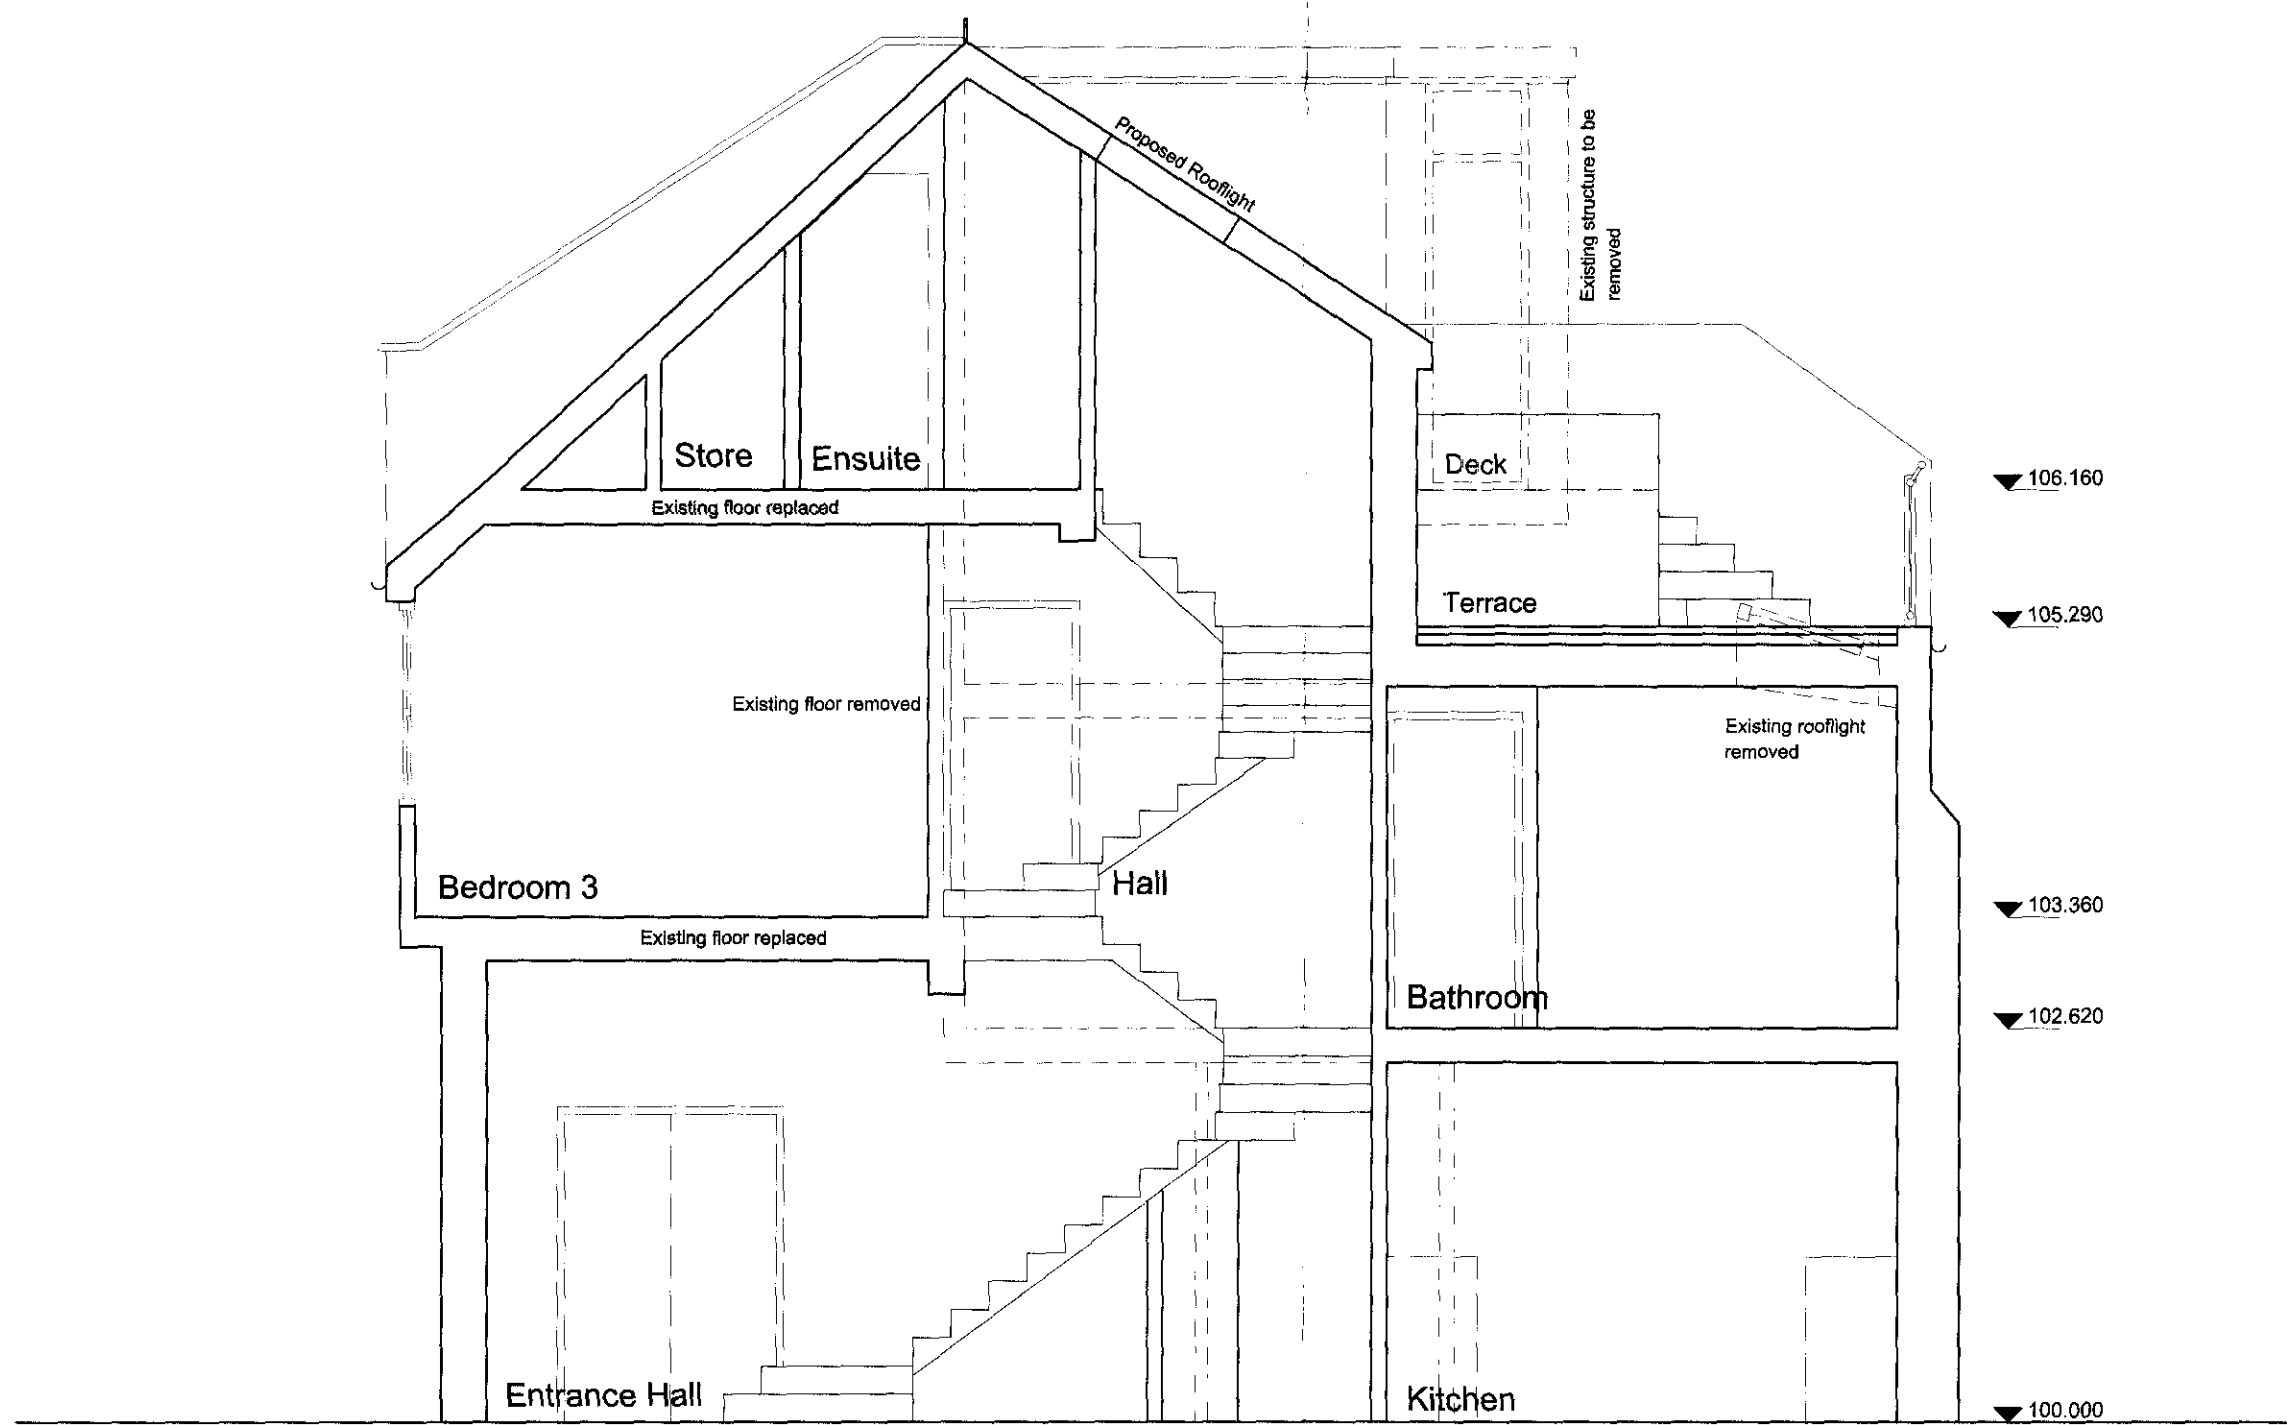 Proposed Rooflight
Existing structure to be
removed
Store
Ensuite
Deck
106.160
Existing floor replaced
Terrace
105.290
Existing floor removed
Existing rooflight
removed
Bedroom 3
Hall
103.360
Existing floor replaced
Bathroom
102.620
Entrance Hall
Kitchen
100.000